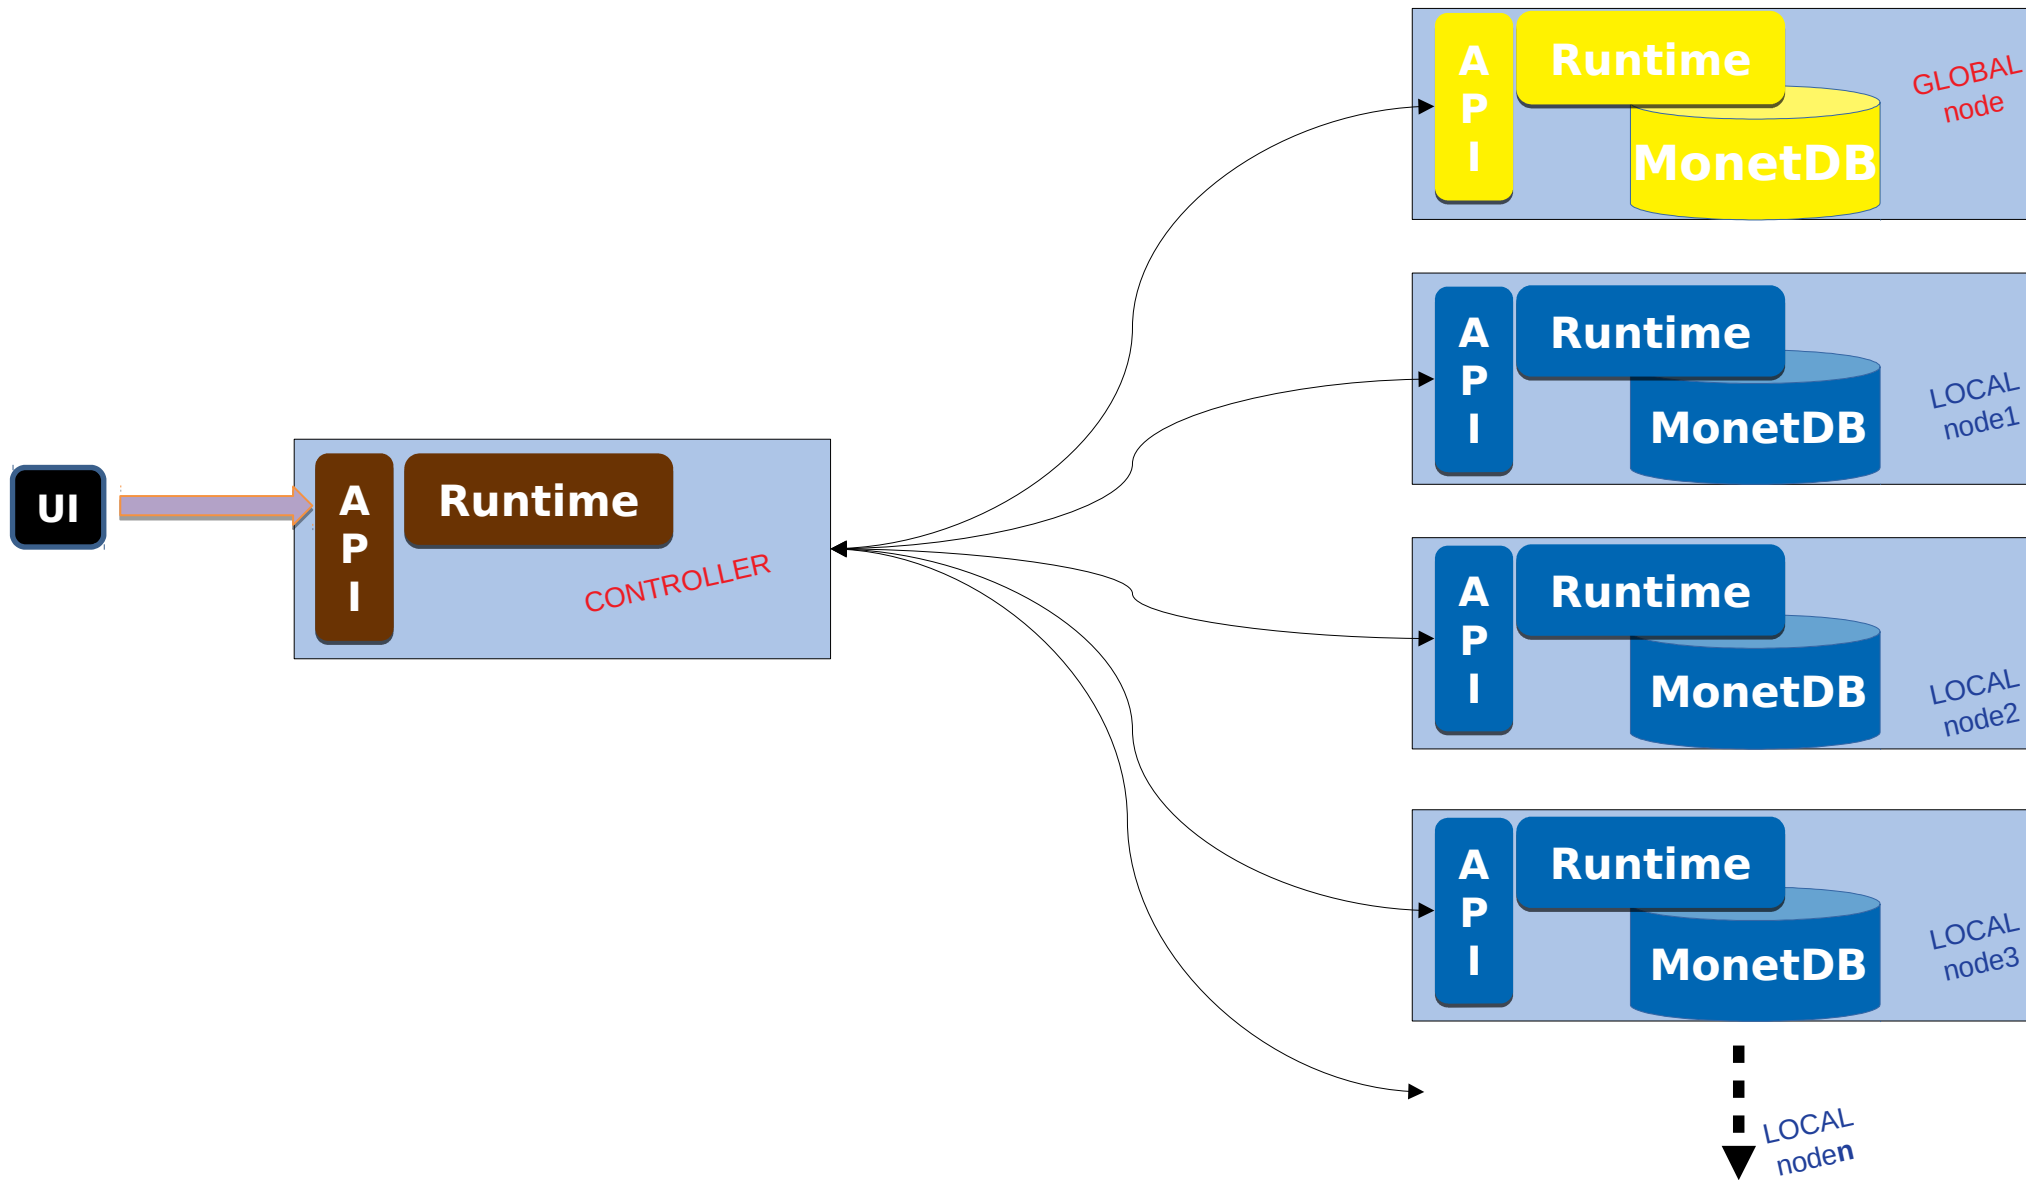 UI
A
P
I
Runtime
CONTROLLER
A
P
I
Runtime
MonetDB
GLOBAL
node
A
P
I
Runtime
MonetDB
LOCAL
node1
A
P
I
Runtime
MonetDB
LOCAL
node2
A
P
I
Runtime
MonetDB
LOCAL
node3
LOCAL
noden